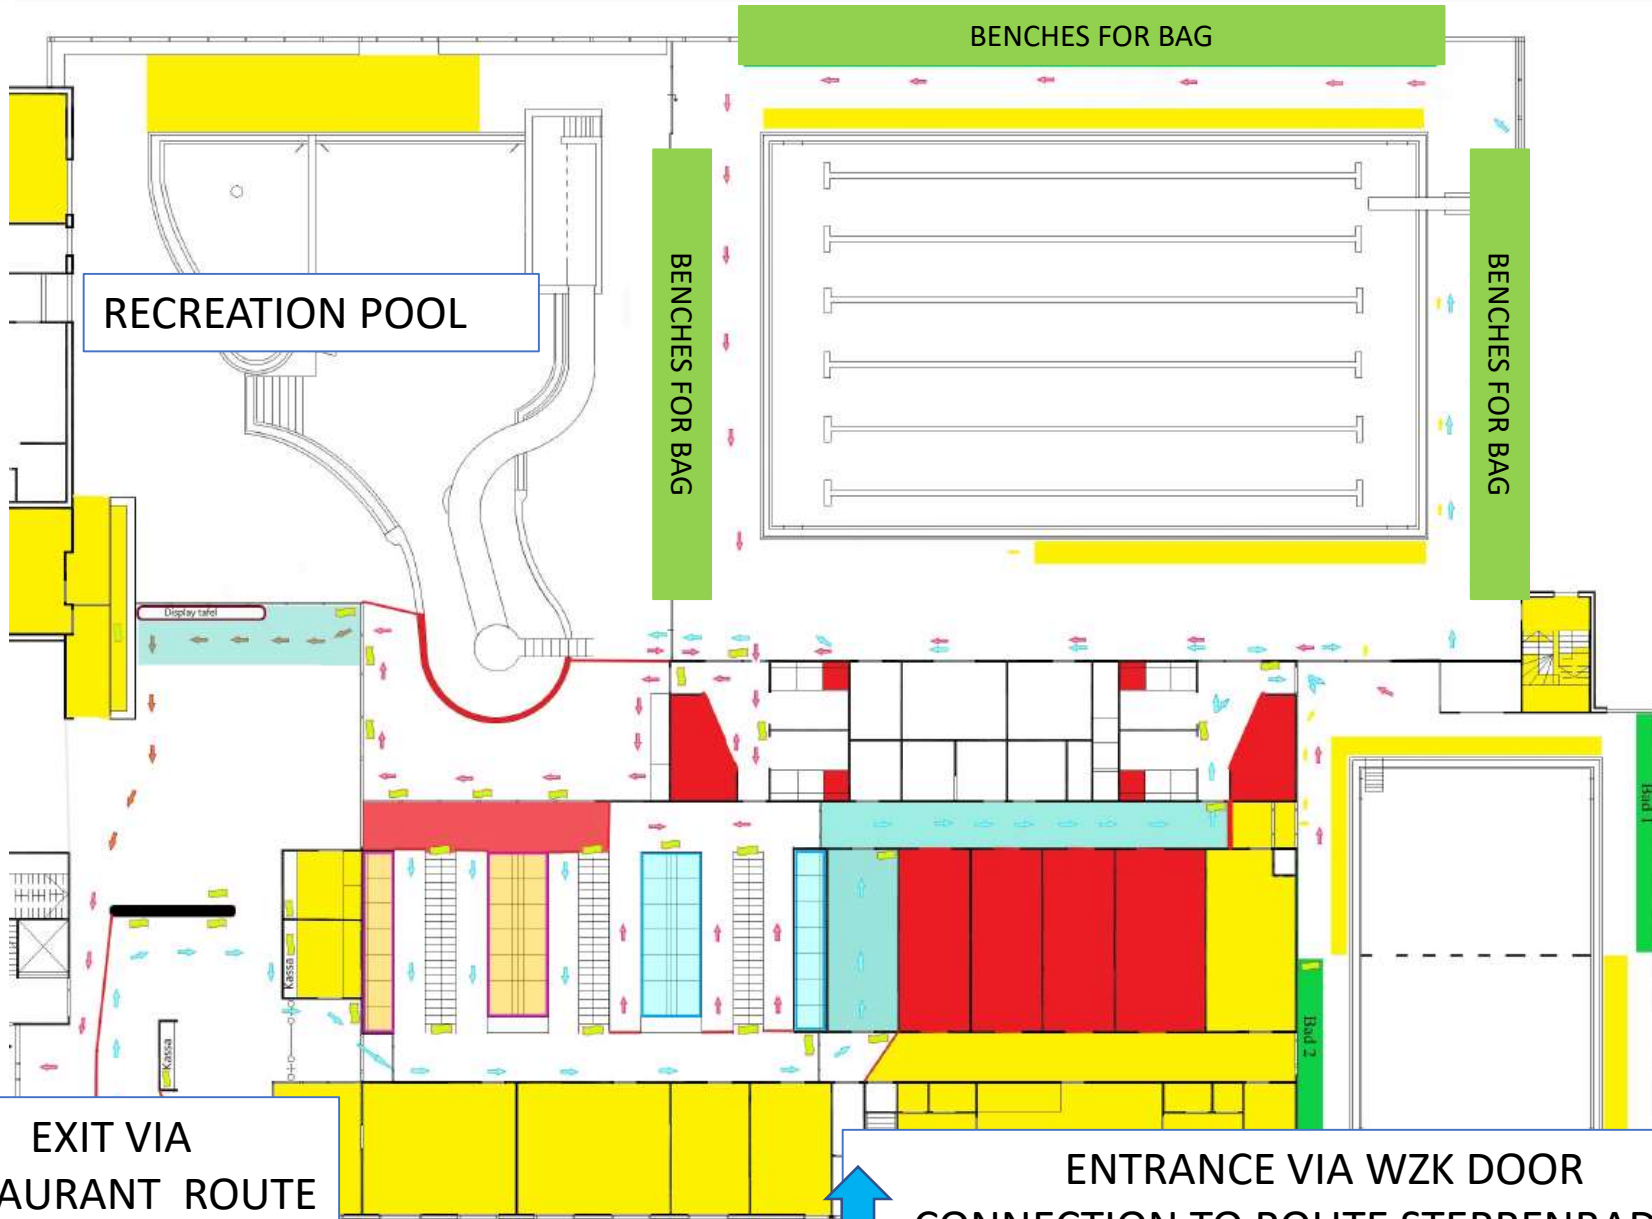 BENCHES FOR BAG
BENCHES FOR BAG
BENCHES FOR BAG
RECREATION POOL
Display tafel
Bad 1
Kassa
Kassa
Bad 2
EXIT VIA
AURANT ROUTE
ENTRANCE VIA WZK DOOR